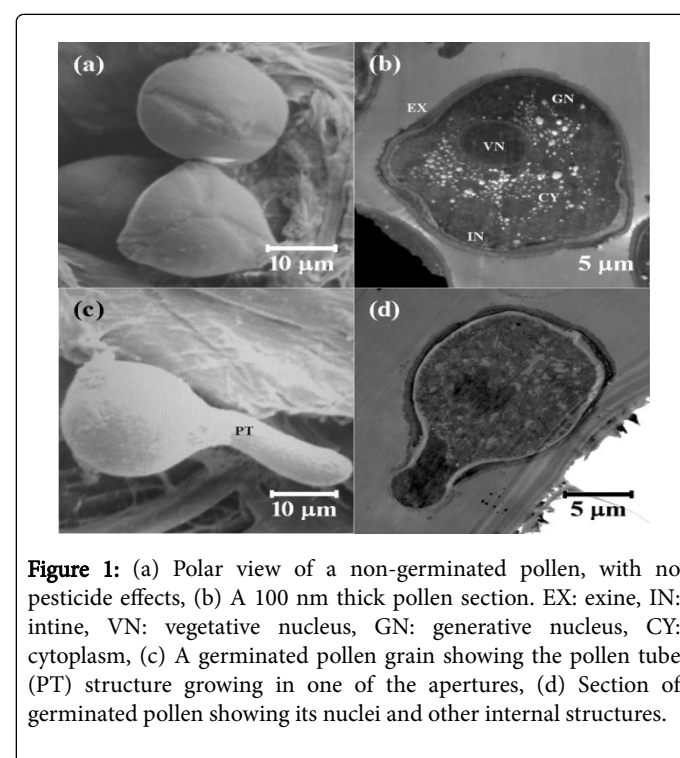 (a)
10 μm
(b)
EX
GN
VN
CY
IN
5 μm
(c)
PT
10 μm
(d)
5 μm
Figure 1: (a) Polar view of a non-germinated pollen, with no
pesticide effects, (b) A 100 nm thick pollen section. EX: exine, IN:
intine, VN: vegetative nucleus, GN: generative nucleus, CY:
cytoplasm, (c) A germinated pollen grain showing the pollen tube
(PT) structure growing in one of the apertures, (d) Section of
germinated pollen showing its nuclei and other internal structures.